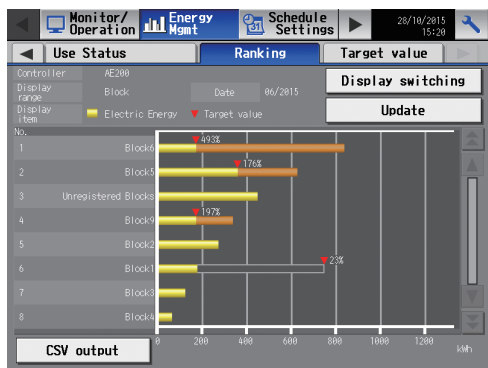 Monitor/ Operation Energy Mgmt 31 Schedule Settings 28/10/2015 15:20
Use Status Ranking Target value
Controller AE200
Display range Block Date 06/2015 Display switching
Display item Electric Energy Target value Update
No.
1 Block6 493%
2 Block5 176%
3 Unregistered Blocks
4 Block9 197%
5 Block2
6 Block1 23%
7 Block3
8 Block4
0 200 400 600 800 1000 1200 kWh
CSV output